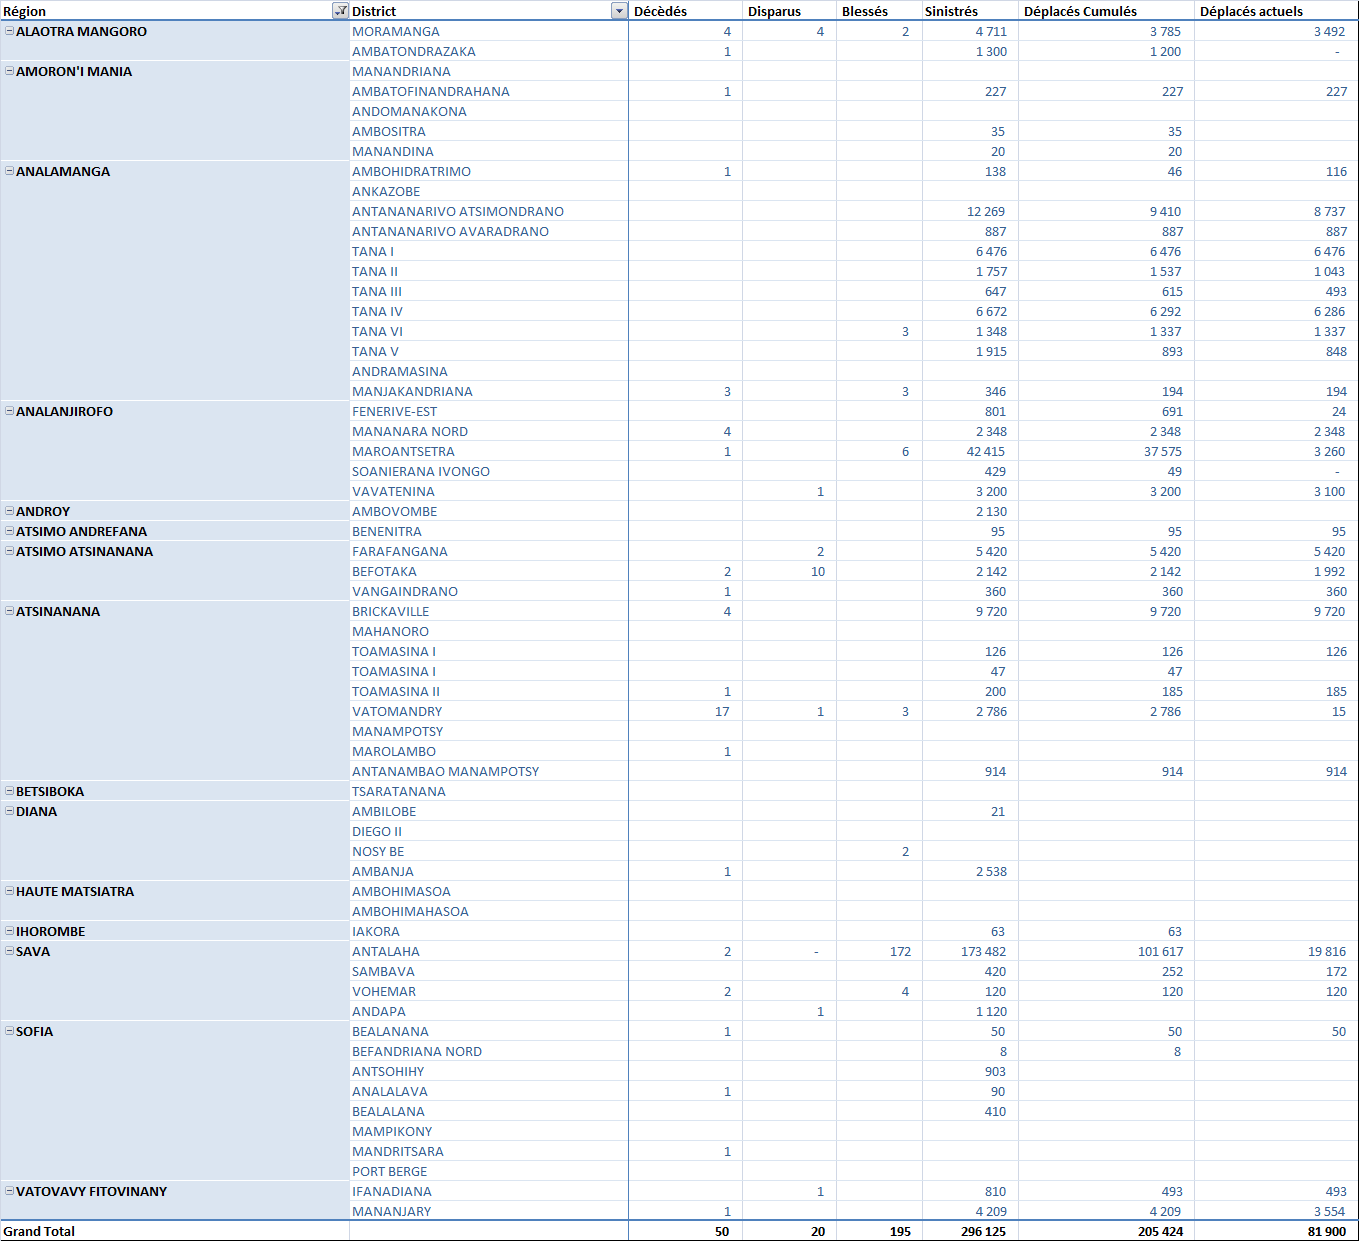 Région District Décèdés Disparus Blessés Sinistrés Déplacés Cumulés Déplacés actuels
ALAOTRA MANGORO MORAMANGA 4 4 2 4 711 3 785 3 492
AMBATONDRAZAKA 1 1 300 1 200 -
AMORON'I MANIA MANANDRIANA
AMBATOFINANDRAHANA 1 227 227 227
ANDOMANAKONA
AMBOSITRA 35 35
MANANDINA 20 20
ANALAMANGA AMBOHIDRATRIMO 1 138 46 116
ANKAZOBE
ANTANANARIVO ATSIMONDRANO 12 269 9 410 8 737
ANTANANARIVO AVARADRANO 887 887 887
TANA I 6 476 6 476 6 476
TANA II 1 757 1 537 1 043
TANA III 647 615 493
TANA IV 6 672 6 292 6 286
TANA VI 3 1 348 1 337 1 337
TANA V 1 915 893 848
ANDRAMASINA
MANJAKANDRIANA 3 3 346 194 194
ANALANJIROFO FENERIVE-EST 801 691 24
MANANARA NORD 4 2 348 2 348 2 348
MAROANTSETRA 1 6 42 415 37 575 3 260
SOANIERANA IVONGO 429 49 -
VAVATENINA 1 3 200 3 200 3 100
ANDROY AMBOVOMBE 2 130
ATSIMO ANDREFANA BENENITRA 95 95 95
ATSIMO ATSINANANA FARAFANGANA 2 5 420 5 420 5 420
BEFOTAKA 2 10 2 142 2 142 1 992
VANGAINDRANO 1 360 360 360
ATSINANANA BRICKAVILLE 4 9 720 9 720 9 720
MAHANORO
TOAMASINA I 126 126 126
TOAMASINA I 47 47
TOAMASINA II 1 200 185 185
VATOMANDRY 17 1 3 2 786 2 786 15
MANAMPOTSY
MAROLAMBO 1
ANTANAMBAO MANAMPOTSY 914 914 914
BETSIBOKA TSARATANANA
DIANA AMBILOBE 21
DIEGO II
NOSY BE 2
AMBANJA 1 2 538
HAUTE MATSIATRA AMBOHIMASOA
AMBOHIMAHASOA
IHOROMBE IAKORA 63 63
SAVA ANTALAHA 2 - 172 173 482 101 617 19 816
SAMBAVA 420 252 172
VOHEMAR 2 4 120 120 120
ANDAPA 1 1 120
SOFIA BEALANANA 1 50 50 50
BEFANDRIANA NORD 8 8
ANTSOHIHY 903
ANALALAVA 1 90
BEALALANA 410
MAMPIKONY
MANDRITSARA 1
PORT BERGE
VATOVAVY FITOVINANY IFANADIANA 1 810 493 493
MANANJARY 1 4 209 4 209 3 554
Grand Total 50 20 195 296 125 205 424 81 900